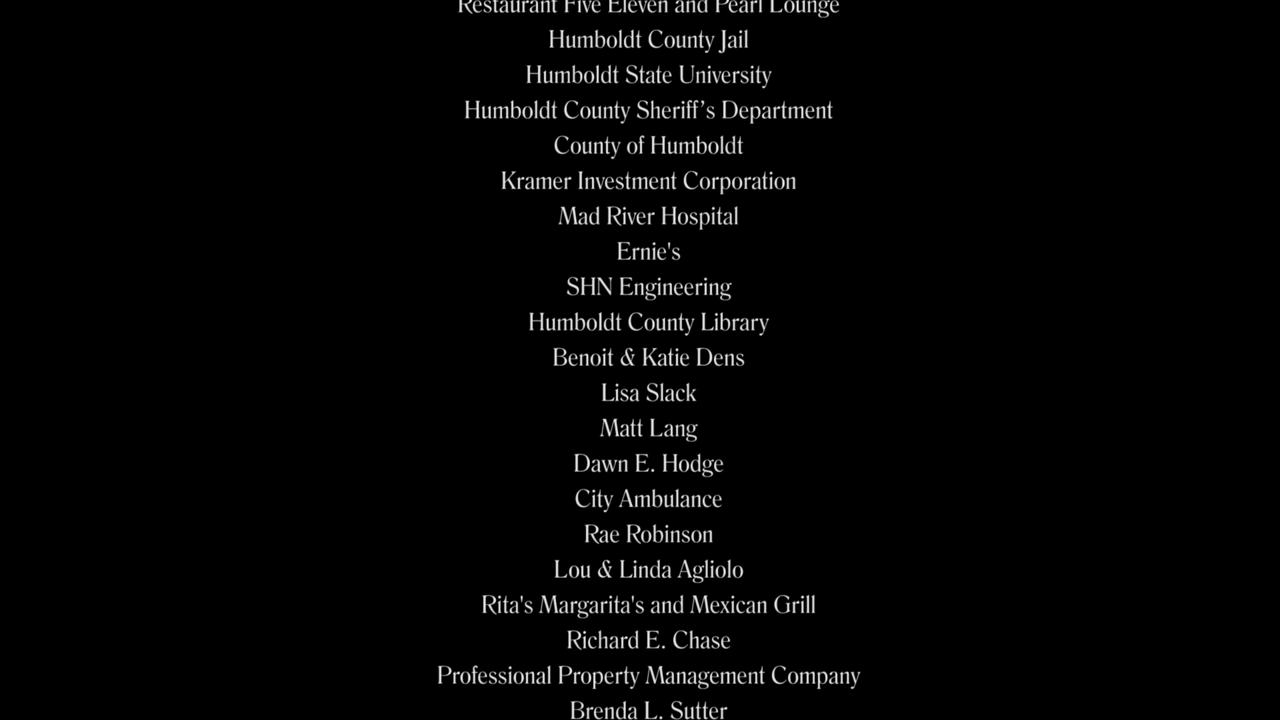 Restaurant Five Eleven and Pearl Lounge
Humboldt County Jail
Humboldt State University
Humboldt County Sheriff's Department
County of Humboldt
Kramer Investment Corporation
Mad River Hospital
Ernie's
SHN Engineering
Humboldt County Library
Benoit & Katie Dens
Lisa Slack
Matt Lang
Dawn E. Hodge
City Ambulance
Rae Robinson
Lou & Linda Agliolo
Rita's Margarita's and Mexican Grill
Richard E. Chase
Professional Property Management Company
Brenda L. Sutter